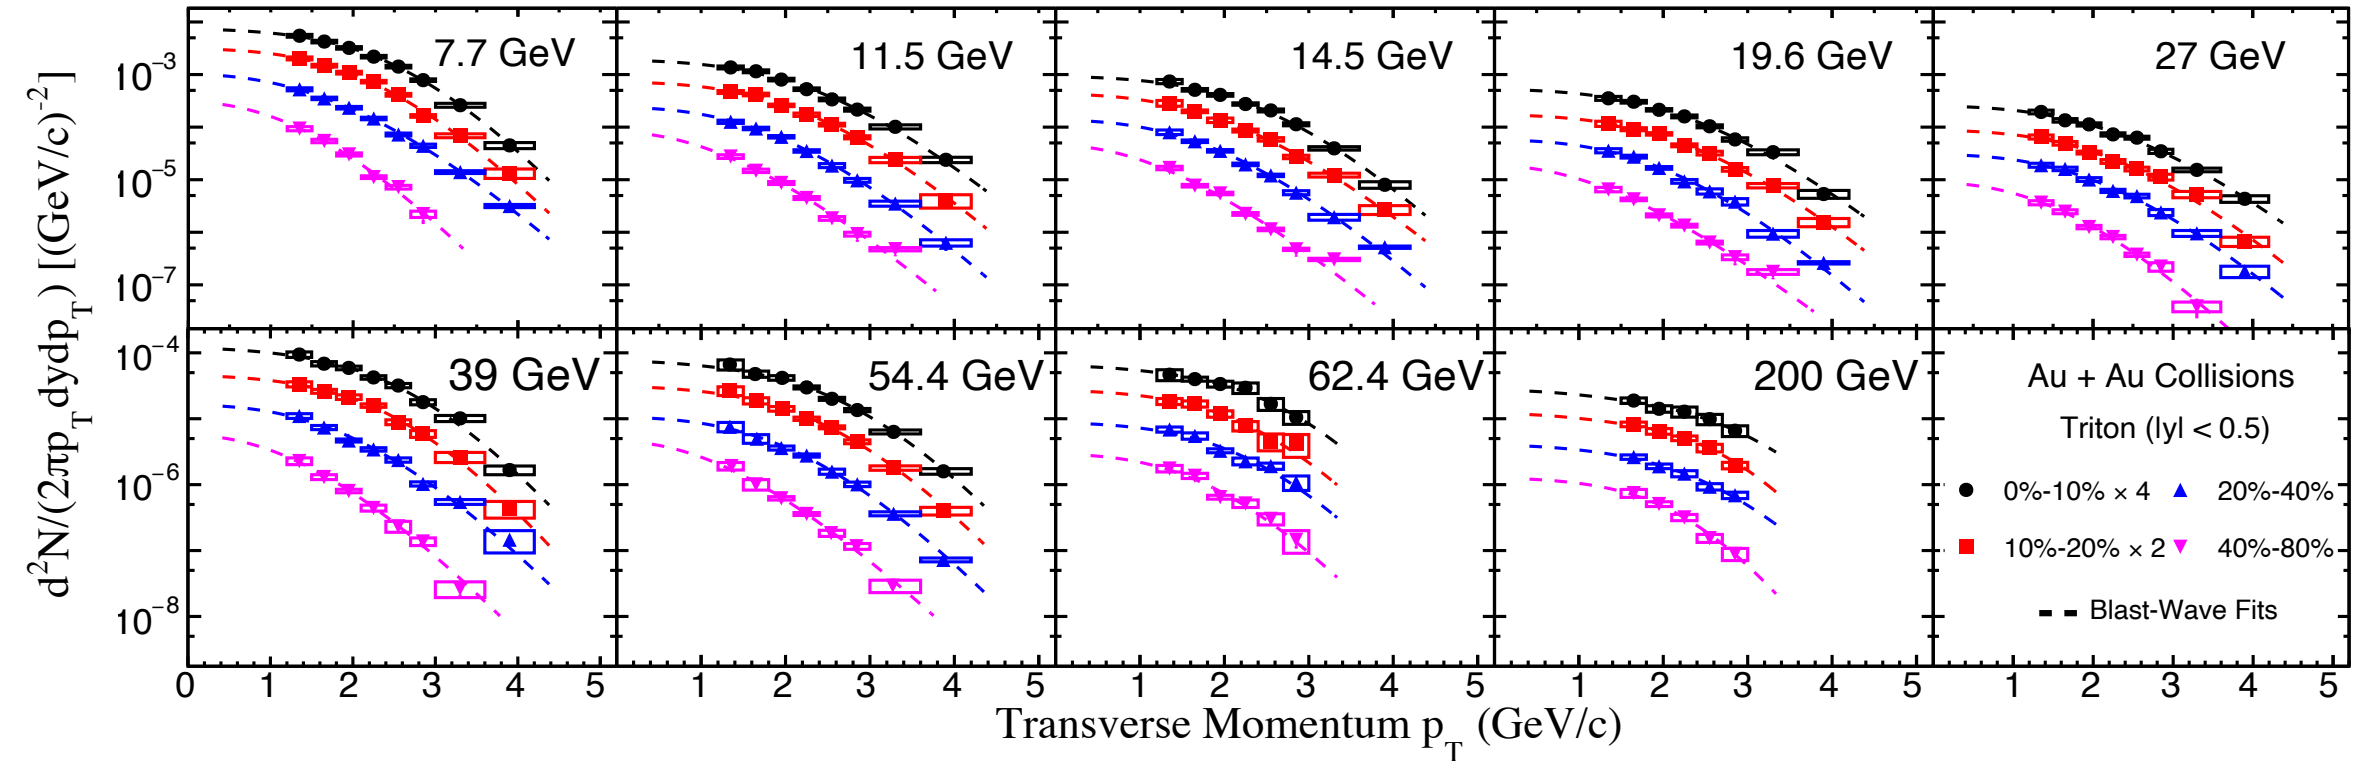 d²N/(2πp_T dydp_T) [(GeV/c)⁻²]
10⁻³
10⁻⁵
10⁻⁷
7.7 GeV
11.5 GeV
14.5 GeV
19.6 GeV
27 GeV
10⁻⁴
10⁻⁶
10⁻⁸
39 GeV
54.4 GeV
62.4 GeV
200 GeV
Au + Au Collisions
Triton (|y| < 0.5)
0%-10% × 4
20%-40%
10%-20% × 2
40%-80%
Blast-Wave Fits
0 1 2 3 4 5
1 2 3 4 5
1 2 3 4 5
1 2 3 4 5
1 2 3 4 5
Transverse Momentum p_T (GeV/c)